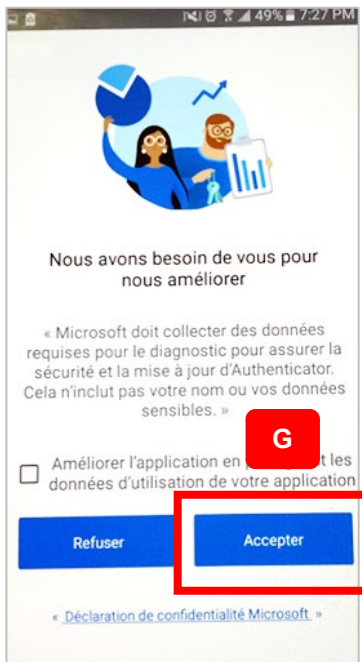 49% 7:27 PM
Nous avons besoin de vous pour
nous améliorer
« Microsoft doit collecter des données
requises pour le diagnostic pour assurer la
sécurité et la mise à jour d'Authenticator.
Cela n'inclut pas votre nom ou vos données
sensibles. »
G
Améliorer l'application en t les
données d'utilisation de votre application
Refuser
Accepter
« Déclaration de confidentialité Microsoft »